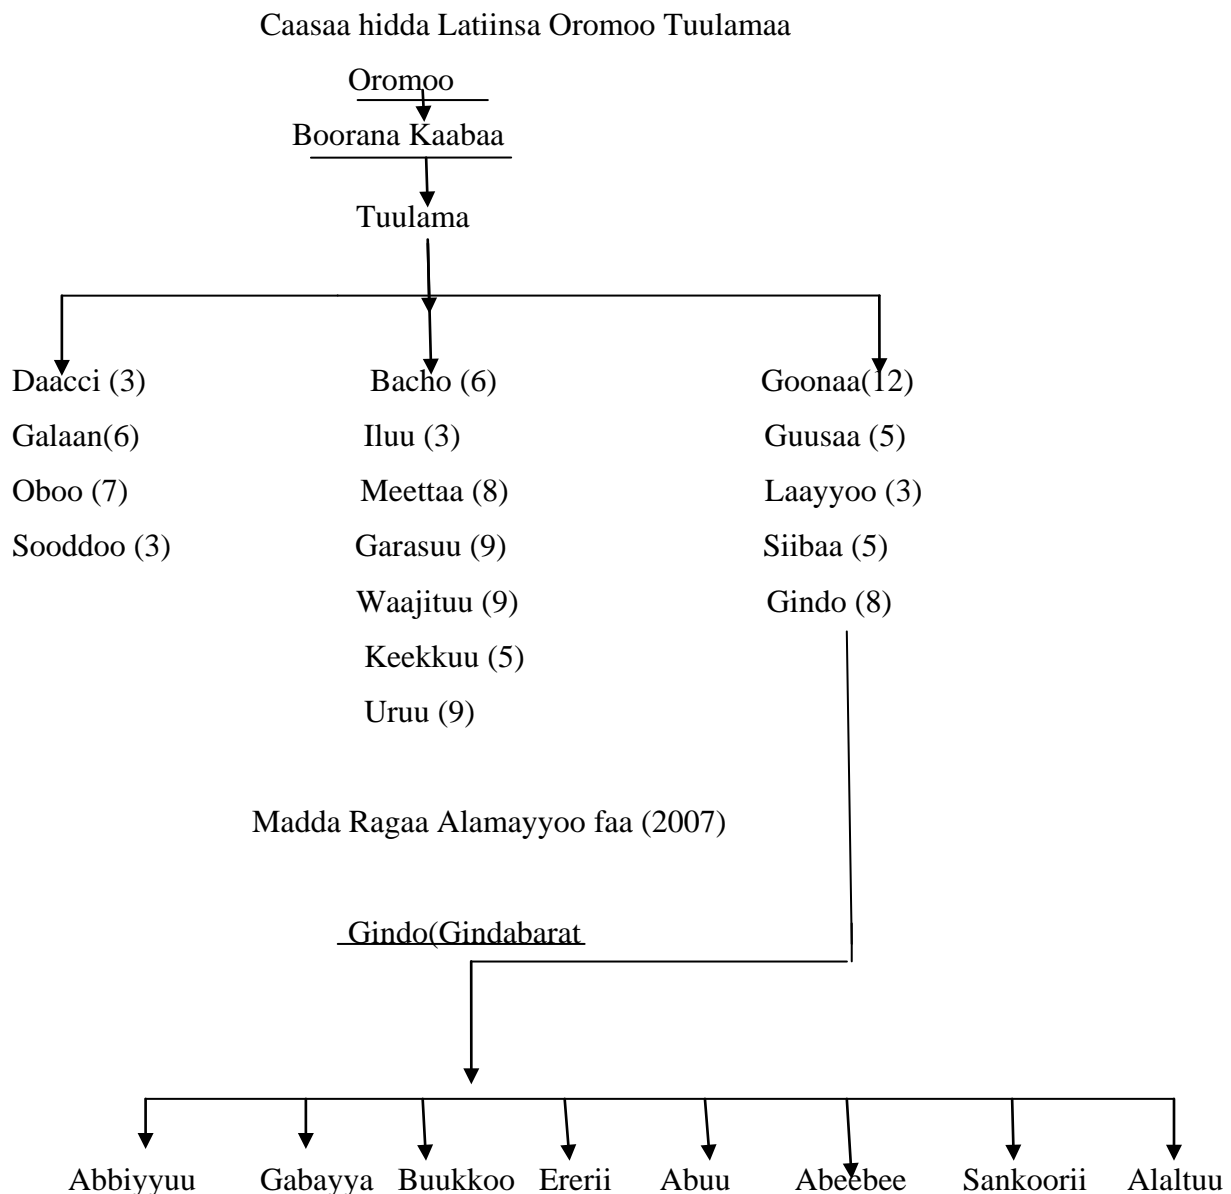 Caasaa hidda Latiinsa Oromoo Tuulamaa
Oromoo
Boorana Kaabaa
Tuulama
Daacci (3) Bacho (6) Goonaa(12)
Galaan(6) Iluu (3) Guusaa (5)
Oboo (7) Meettaa (8) Laayyoo (3)
Sooddoo (3) Garasuu (9) Siibaa (5)
Waajituu (9) Gindo (8)
Keekkuu (5)
Uruu (9)
Madda Ragaa Alamayyoo faa (2007)
Gindo(Gindabarat
Abbiyyuu Gabayya Buukkoo Ererii Abuu Abeebee Sankoorii Alaltuu